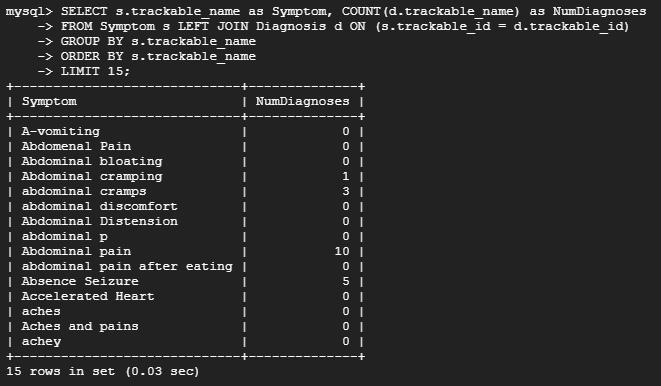 mysql> SELECT s.trackable_name as Symptom, COUNT(d.trackable_name) as NumDiagnoses
    -> FROM Symptom s LEFT JOIN Diagnosis d ON (s.trackable_id = d.trackable_id)
    -> GROUP BY s.trackable_name
    -> ORDER BY s.trackable_name
    -> LIMIT 15;
+-----------------------------+--------------+
| Symptom                     | NumDiagnoses |
+-----------------------------+--------------+
| A-vomiting                  |            0 |
| Abdomenal Pain              |            0 |
| Abdominal bloating          |            0 |
| Abdominal cramping          |            1 |
| abdominal cramps            |            3 |
| abdominal discomfort        |            0 |
| Abdominal Distension        |            0 |
| abdominal p                 |            0 |
| Abdominal pain              |           10 |
| abdominal pain after eating |            0 |
| Absence Seizure             |            5 |
| Accelerated Heart           |            0 |
| aches                       |            0 |
| Aches and pains             |            0 |
| achey                       |            0 |
+-----------------------------+--------------+
15 rows in set (0.03 sec)